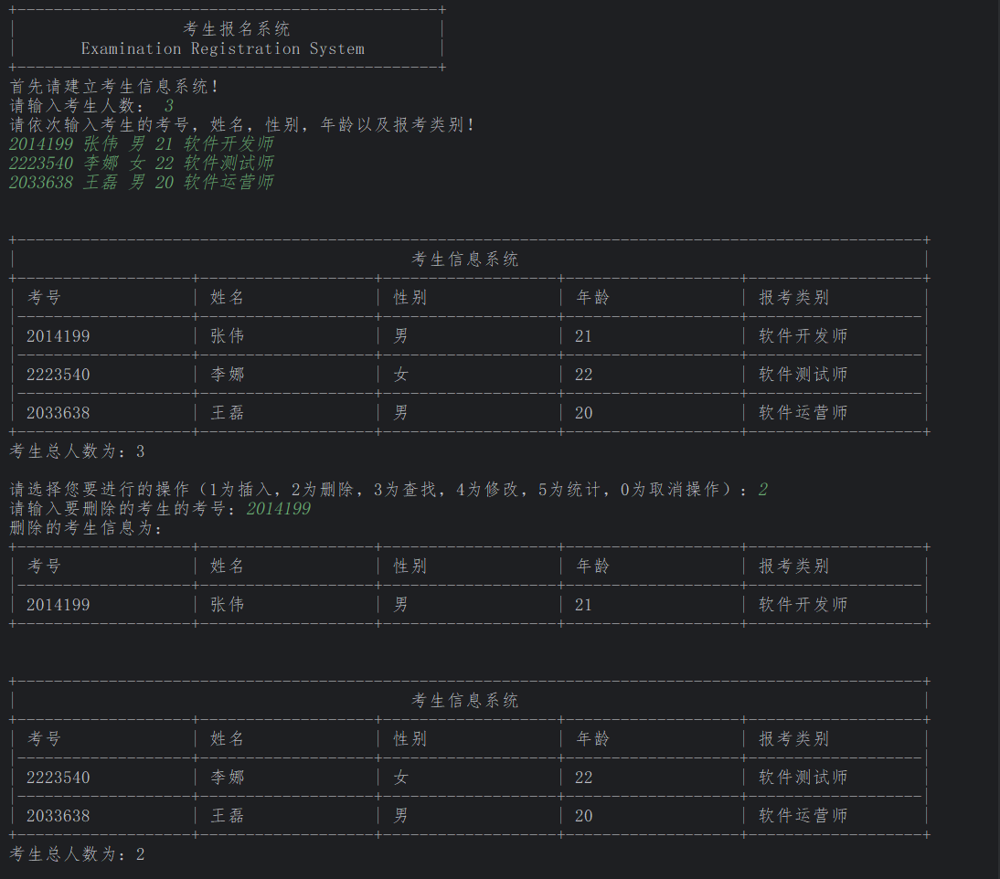 考生报名系统
Examination Registration System
首先请建立考生信息系统!
请输入考生人数： 3
请依次输入考生的考号，姓名，性别，年龄以及报考类别!
2014199 张伟 男 21 软件开发师
2223540 李娜 女 22 软件测试师
2033638 王磊 男 20 软件运营师
考生信息系统
考号 姓名 性别 年龄 报考类别
2014199 张伟 男 21 软件开发师
2223540 李娜 女 22 软件测试师
2033638 王磊 男 20 软件运营师
考生总人数为：3
请选择您要进行的操作（1为插入，2为删除，3为查找，4为修改，5为统计，0为取消操作）：2
请输入要删除的考生的考号：2014199
删除的考生信息为：
考号 姓名 性别 年龄 报考类别
2014199 张伟 男 21 软件开发师
考生信息系统
考号 姓名 性别 年龄 报考类别
2223540 李娜 女 22 软件测试师
2033638 王磊 男 20 软件运营师
考生总人数为：2